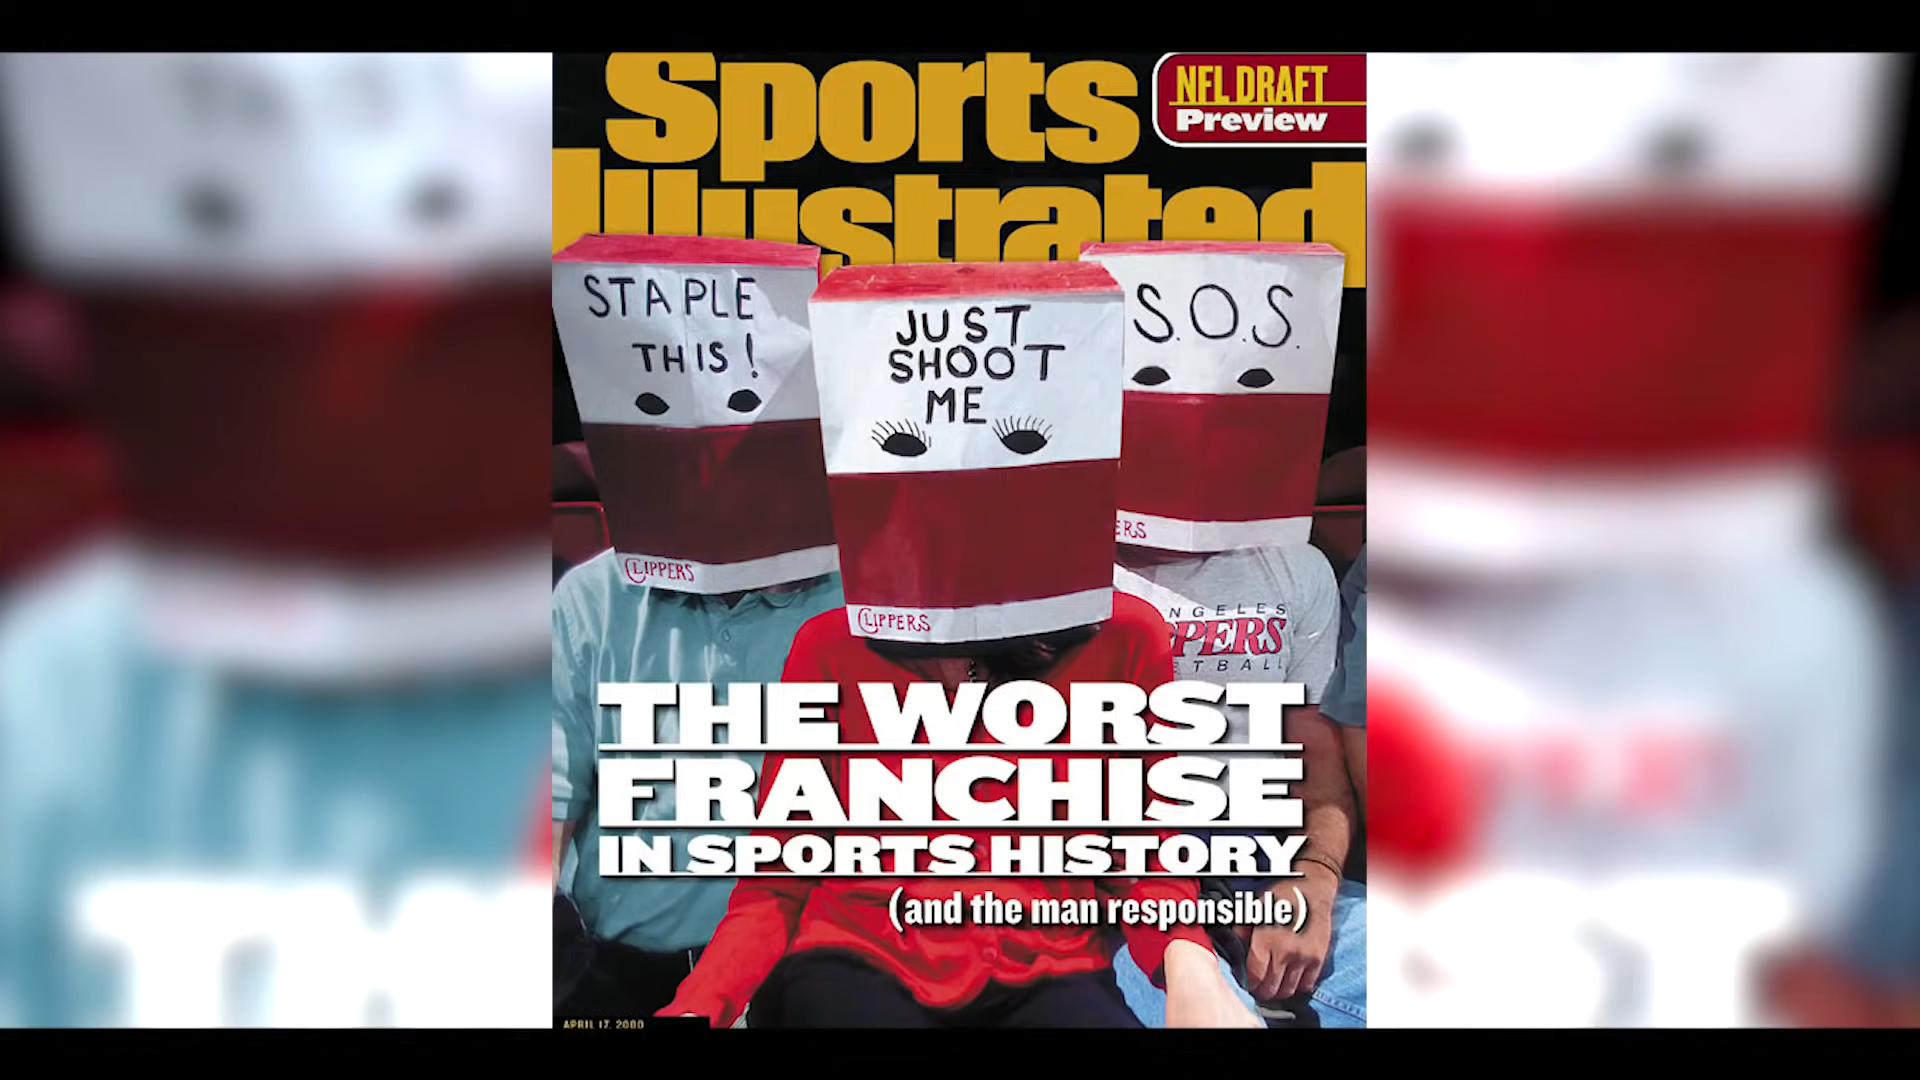 Sports
Illustrated
NFL DRAFT
Preview
STAPLE
THIS!
JUST
SHOOT
ME
S.O.S.
CLIPPERS
CLIPPERS
ERS
NGELES
PPERS
ETBALL
THE WORST
FRANCHISE
IN SPORTS HISTORY
(and the man responsible)
APRIL 17, 2000